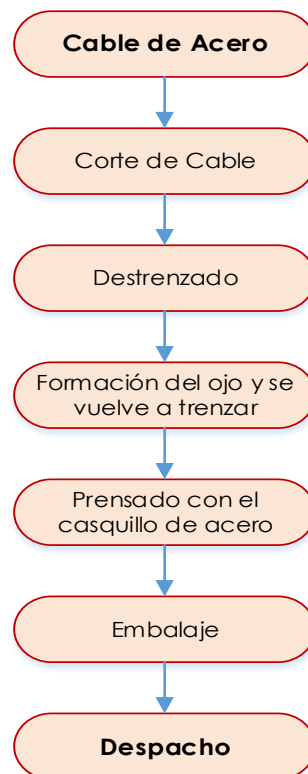 Cable de Acero
Corte de Cable
Destrenzado
Formación del ojo y se
vuelve a trenzar
Prensado con el
casquillo de acero
Embalaje
Despacho